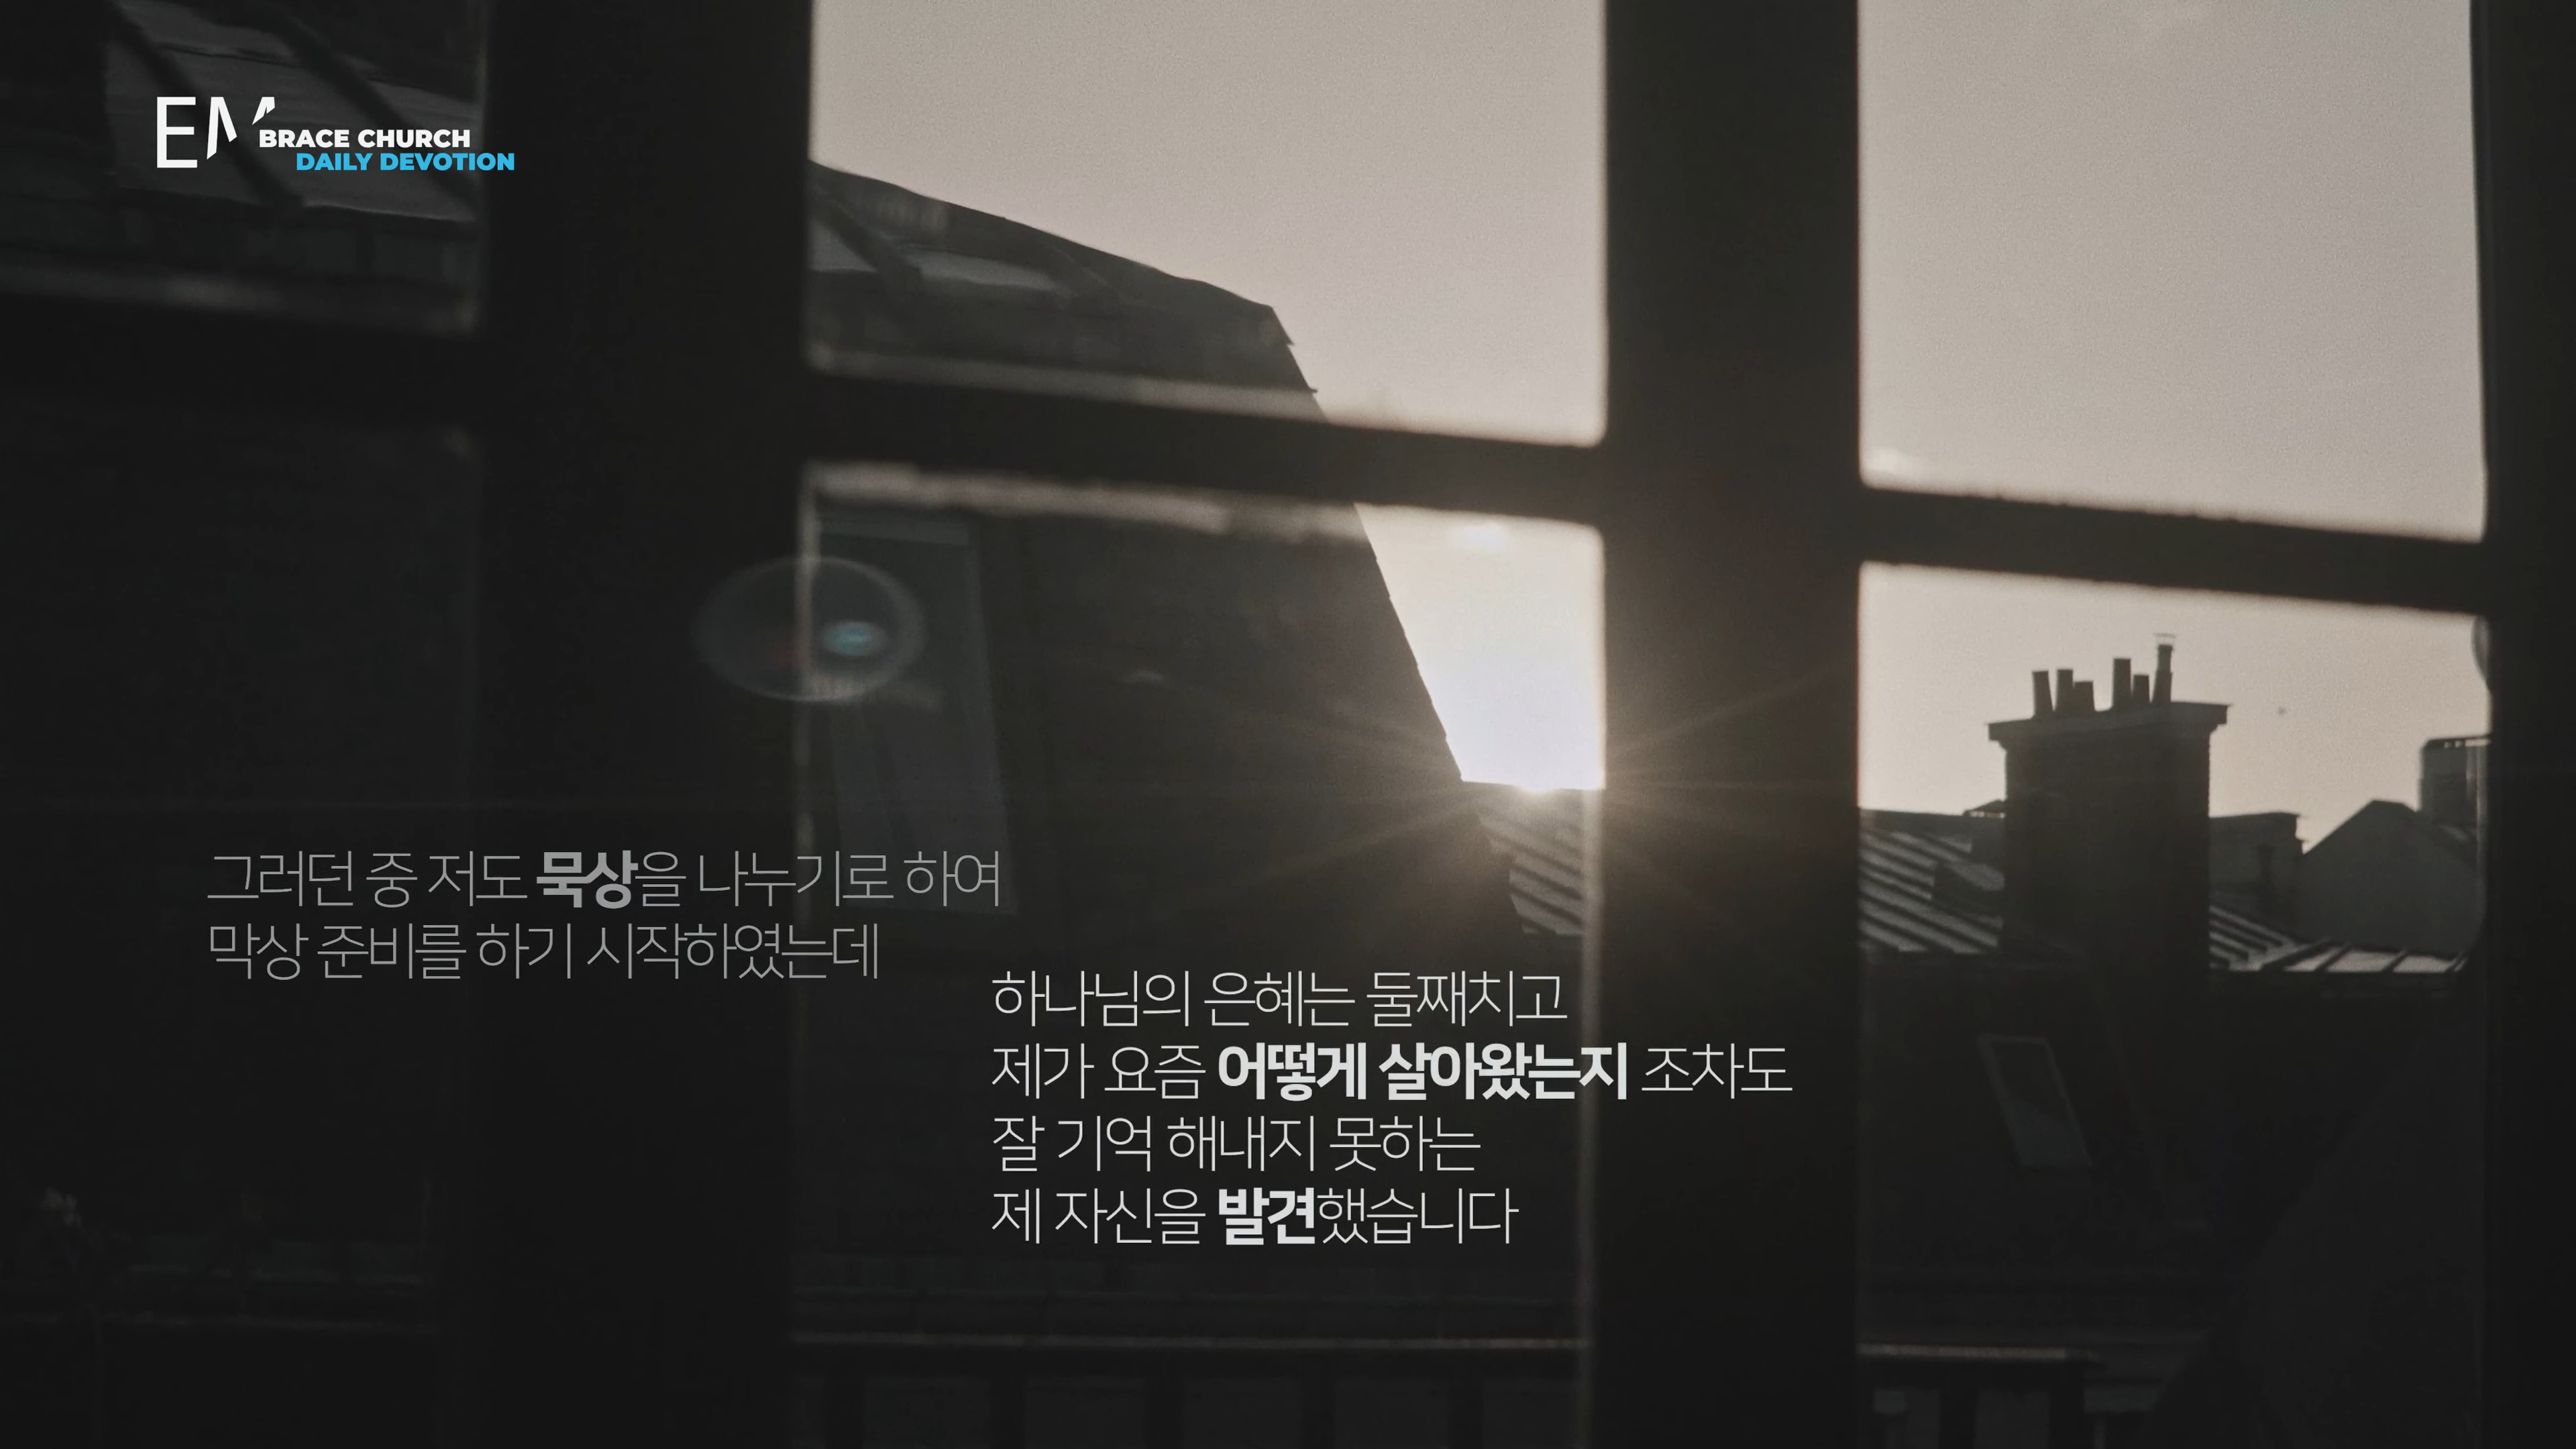 EMBRACE CHURCH
DAILY DEVOTION
그러던 중 저도 묵상을 나누기로 하여
막상 준비를 하기 시작하였는데
하나님의 은혜는 둘째치고
제가 요즘 어떻게 살아왔는지 조차도
잘 기억 해내지 못하는
제 자신을 발견했습니다